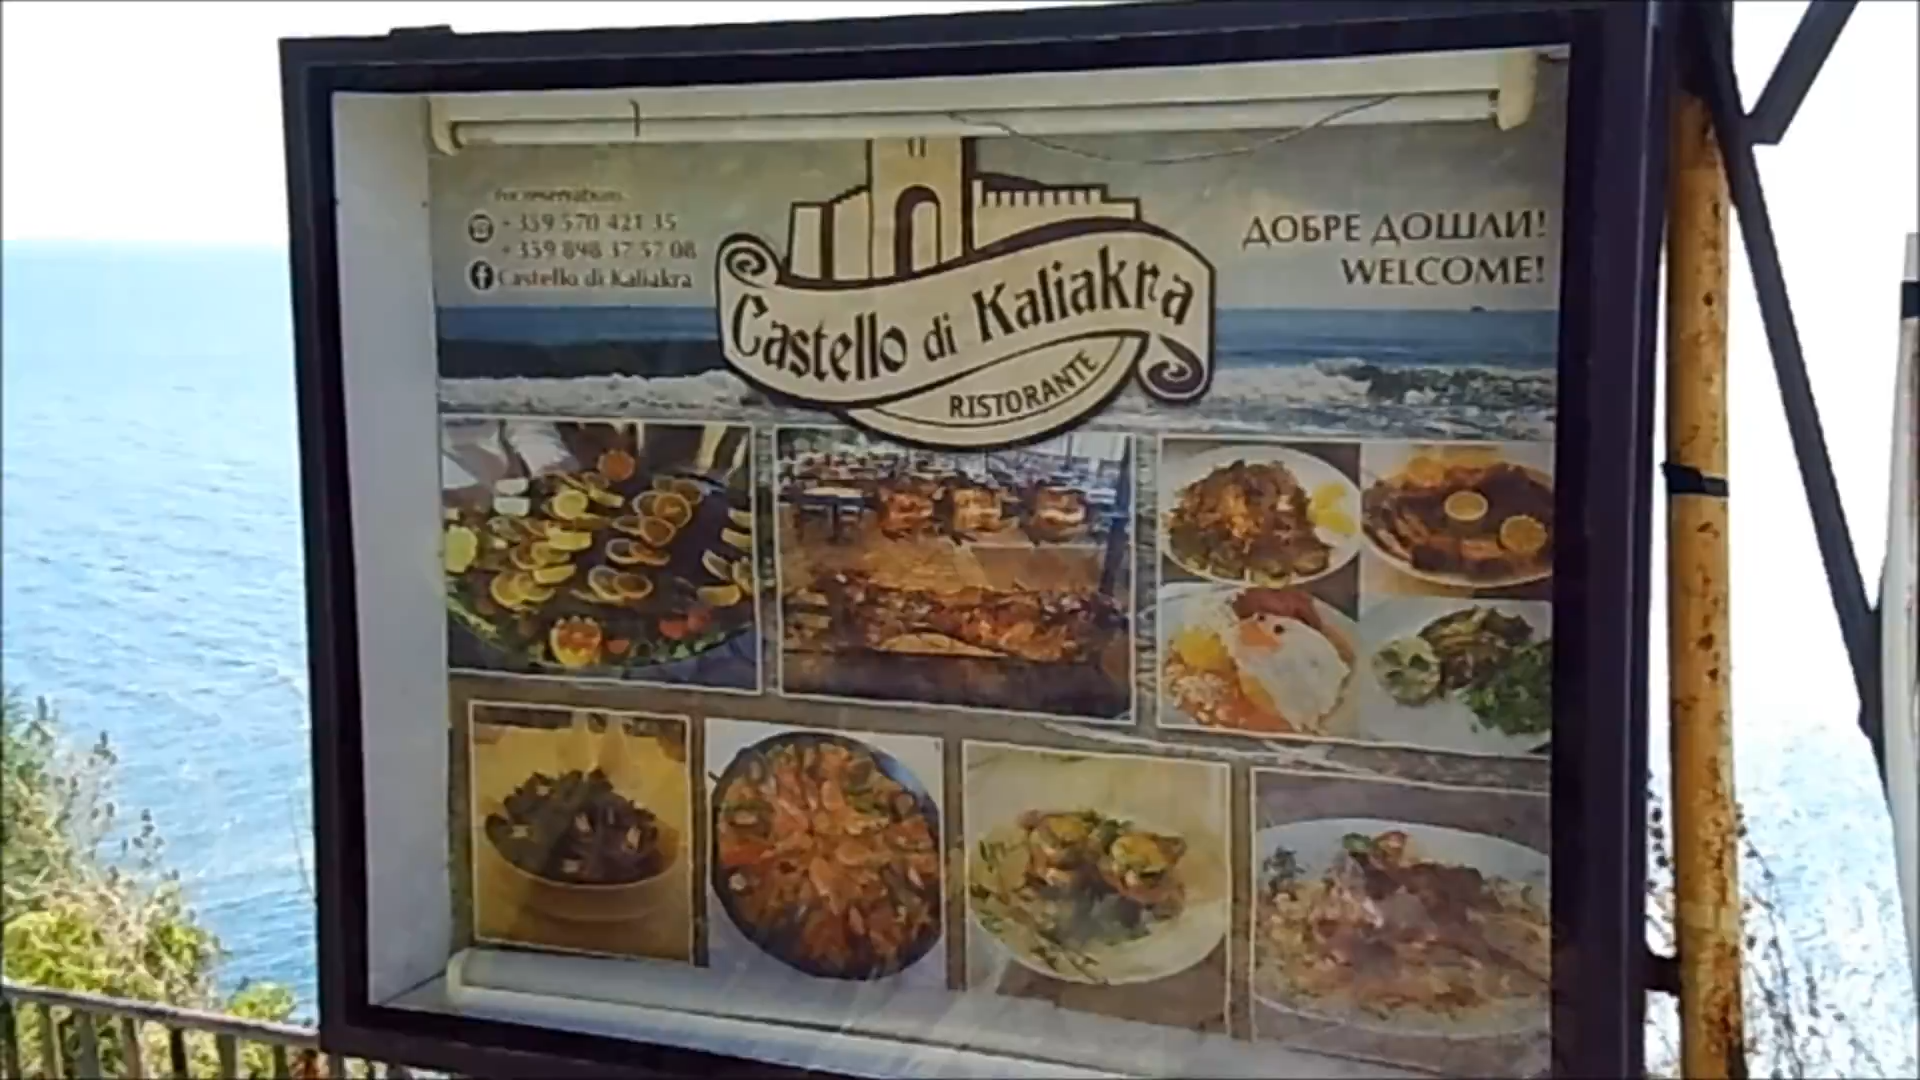 For reservations:
+ 359 570 421 35
+ 359 898 37 57 08
Castello di Kaliakra
Castello di Kaliakra
RISTORANTE
ДОБРЕ ДОШЛИ!
WELCOME!